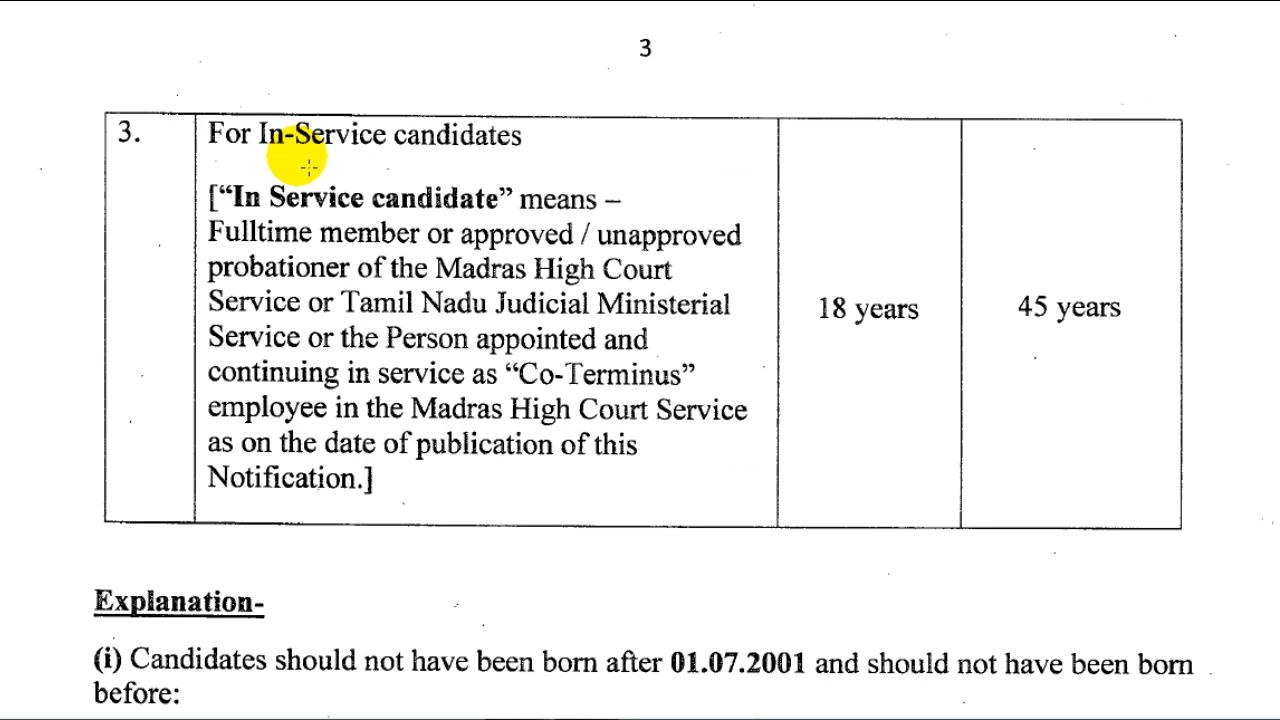 3
3.
For In-Service candidates
[“In Service candidate” means –
Fulltime member or approved / unapproved
probationer of the Madras High Court
Service or Tamil Nadu Judicial Ministerial
Service or the Person appointed and
continuing in service as “Co-Terminus”
employee in the Madras High Court Service
as on the date of publication of this
Notification.]
18 years
45 years
Explanation-
(i) Candidates should not have been born after 01.07.2001 and should not have been born
before: